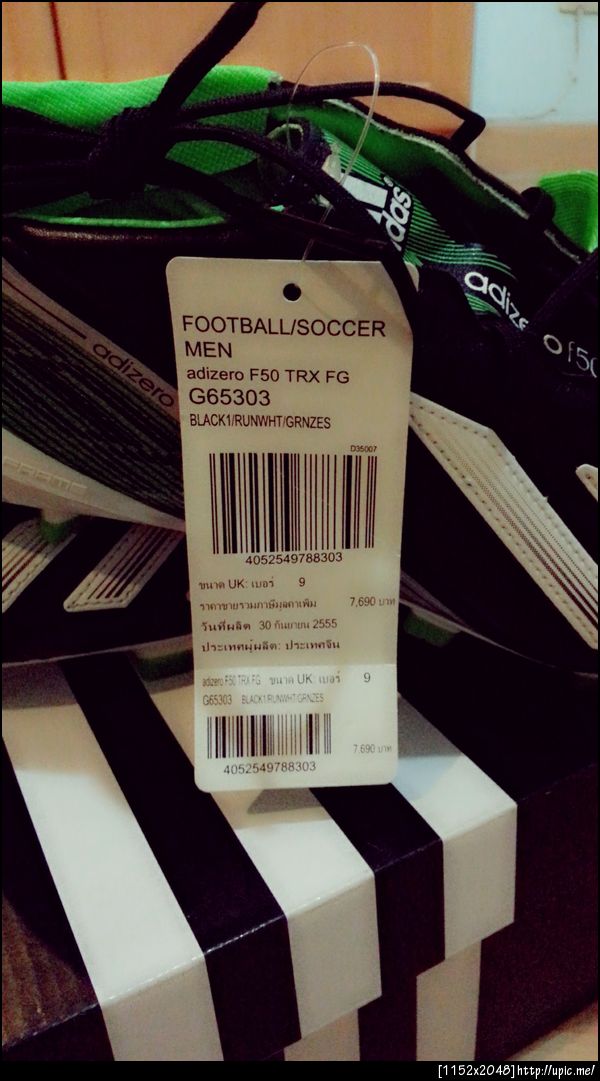 adidas
adizero
adizero f50
adizero
FRAME
FOOTBALL/SOCCER
MEN
adizero F50 TRX FG
G65303
BLACK1/RUNWHT/GRNZES
D35007
4052549788303
ขนาด UK: เบอร์ 9
ราคาขายรวมภาษีมูลค่าเพิ่ม 7,690 บาท
วันที่ผลิต 30 กันยายน 2555
ประเทศผู้ผลิต: ประเทศจีน
adizero F50 TRX FG ขนาด UK: เบอร์ 9
G65303 BLACK1/RUNWHT/GRNZES
4052549788303
7,690 บาท
[1152x2048]http://upic.me/